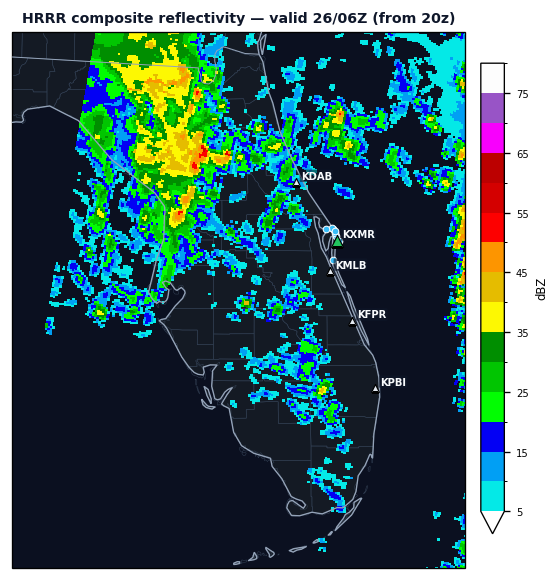 HRRR composite reflectivity — valid 26/06Z (from 20z)
75
65
55
45
35
25
15
5
dBZ
KDAB
KXMR
KMLB
KFPR
KPBI